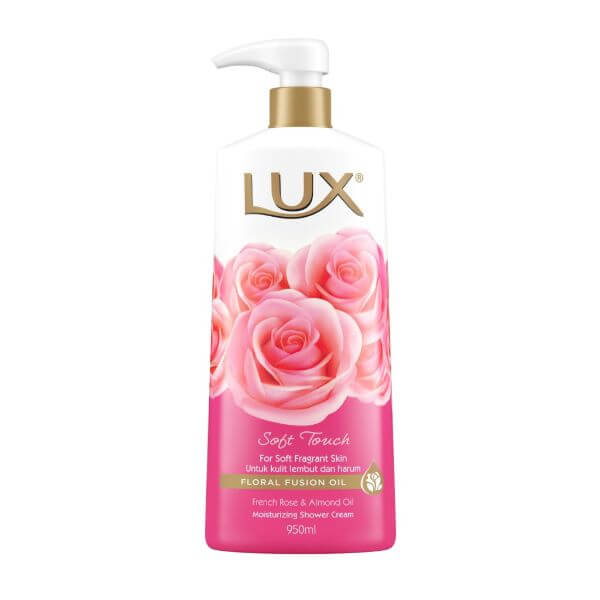 LUX®
Soft Touch
For Soft Fragrant Skin
Untuk kulit lembut dan harum
FLORAL FUSION OIL
French Rose & Almond Oil
Moisturizing Shower Cream
950ml